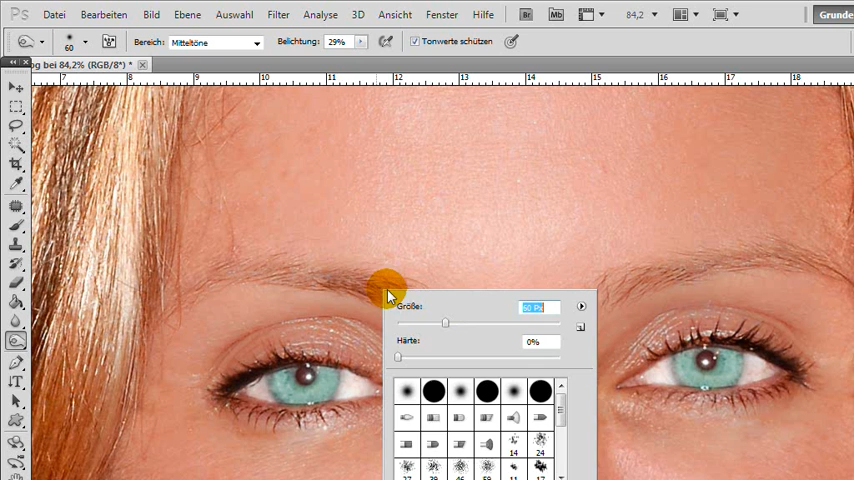 Ps Datei Bearbeiten Bild Ebene Auswahl Filter Analyse 3D Ansicht Fenster Hilfe Br Mb 84,2 Grunde
60 Bereich: Mitteltöne Belichtung: 29% Tonwerte schützen
pg bei 84,2% (RGB/8*) *
7 8 9 10 11 12 13 14 15 16 17 18
Größe: 60 Px
Härte: 0%
14 24
27 39 46 59 11 17